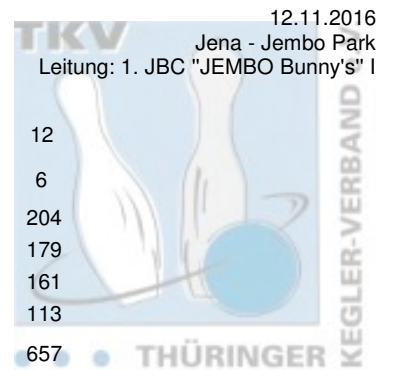 12.11.2016
TKV
Jena - Jembo Park
Leitung: 1. JBC "JEMBO Bunny's" I
12
6
204
179
161
113
657
THÜRINGER
KEGLER-VERBAND e.V.